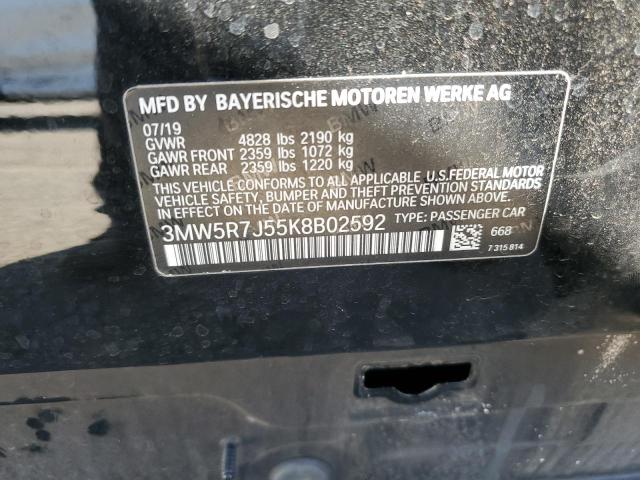 MFD BY BAYERISCHE MOTOREN WERKE AG
07/19
GVWR 4828 lbs 2190 kg
GAWR FRONT 2359 lbs 1072 kg
GAWR REAR 2359 lbs 1220 kg
THIS VEHICLE CONFORMS TO ALL APPLICABLE U.S.FEDERAL MOTOR
VEHICLE SAFETY, BUMPER AND THEFT PREVENTION STANDARDS
IN EFFECT ON THE DATE OF MANUFACTURE SHOWN ABOVE.
3MW5R7J55K8B02592 TYPE: PASSENGER CAR
668
7 315 814